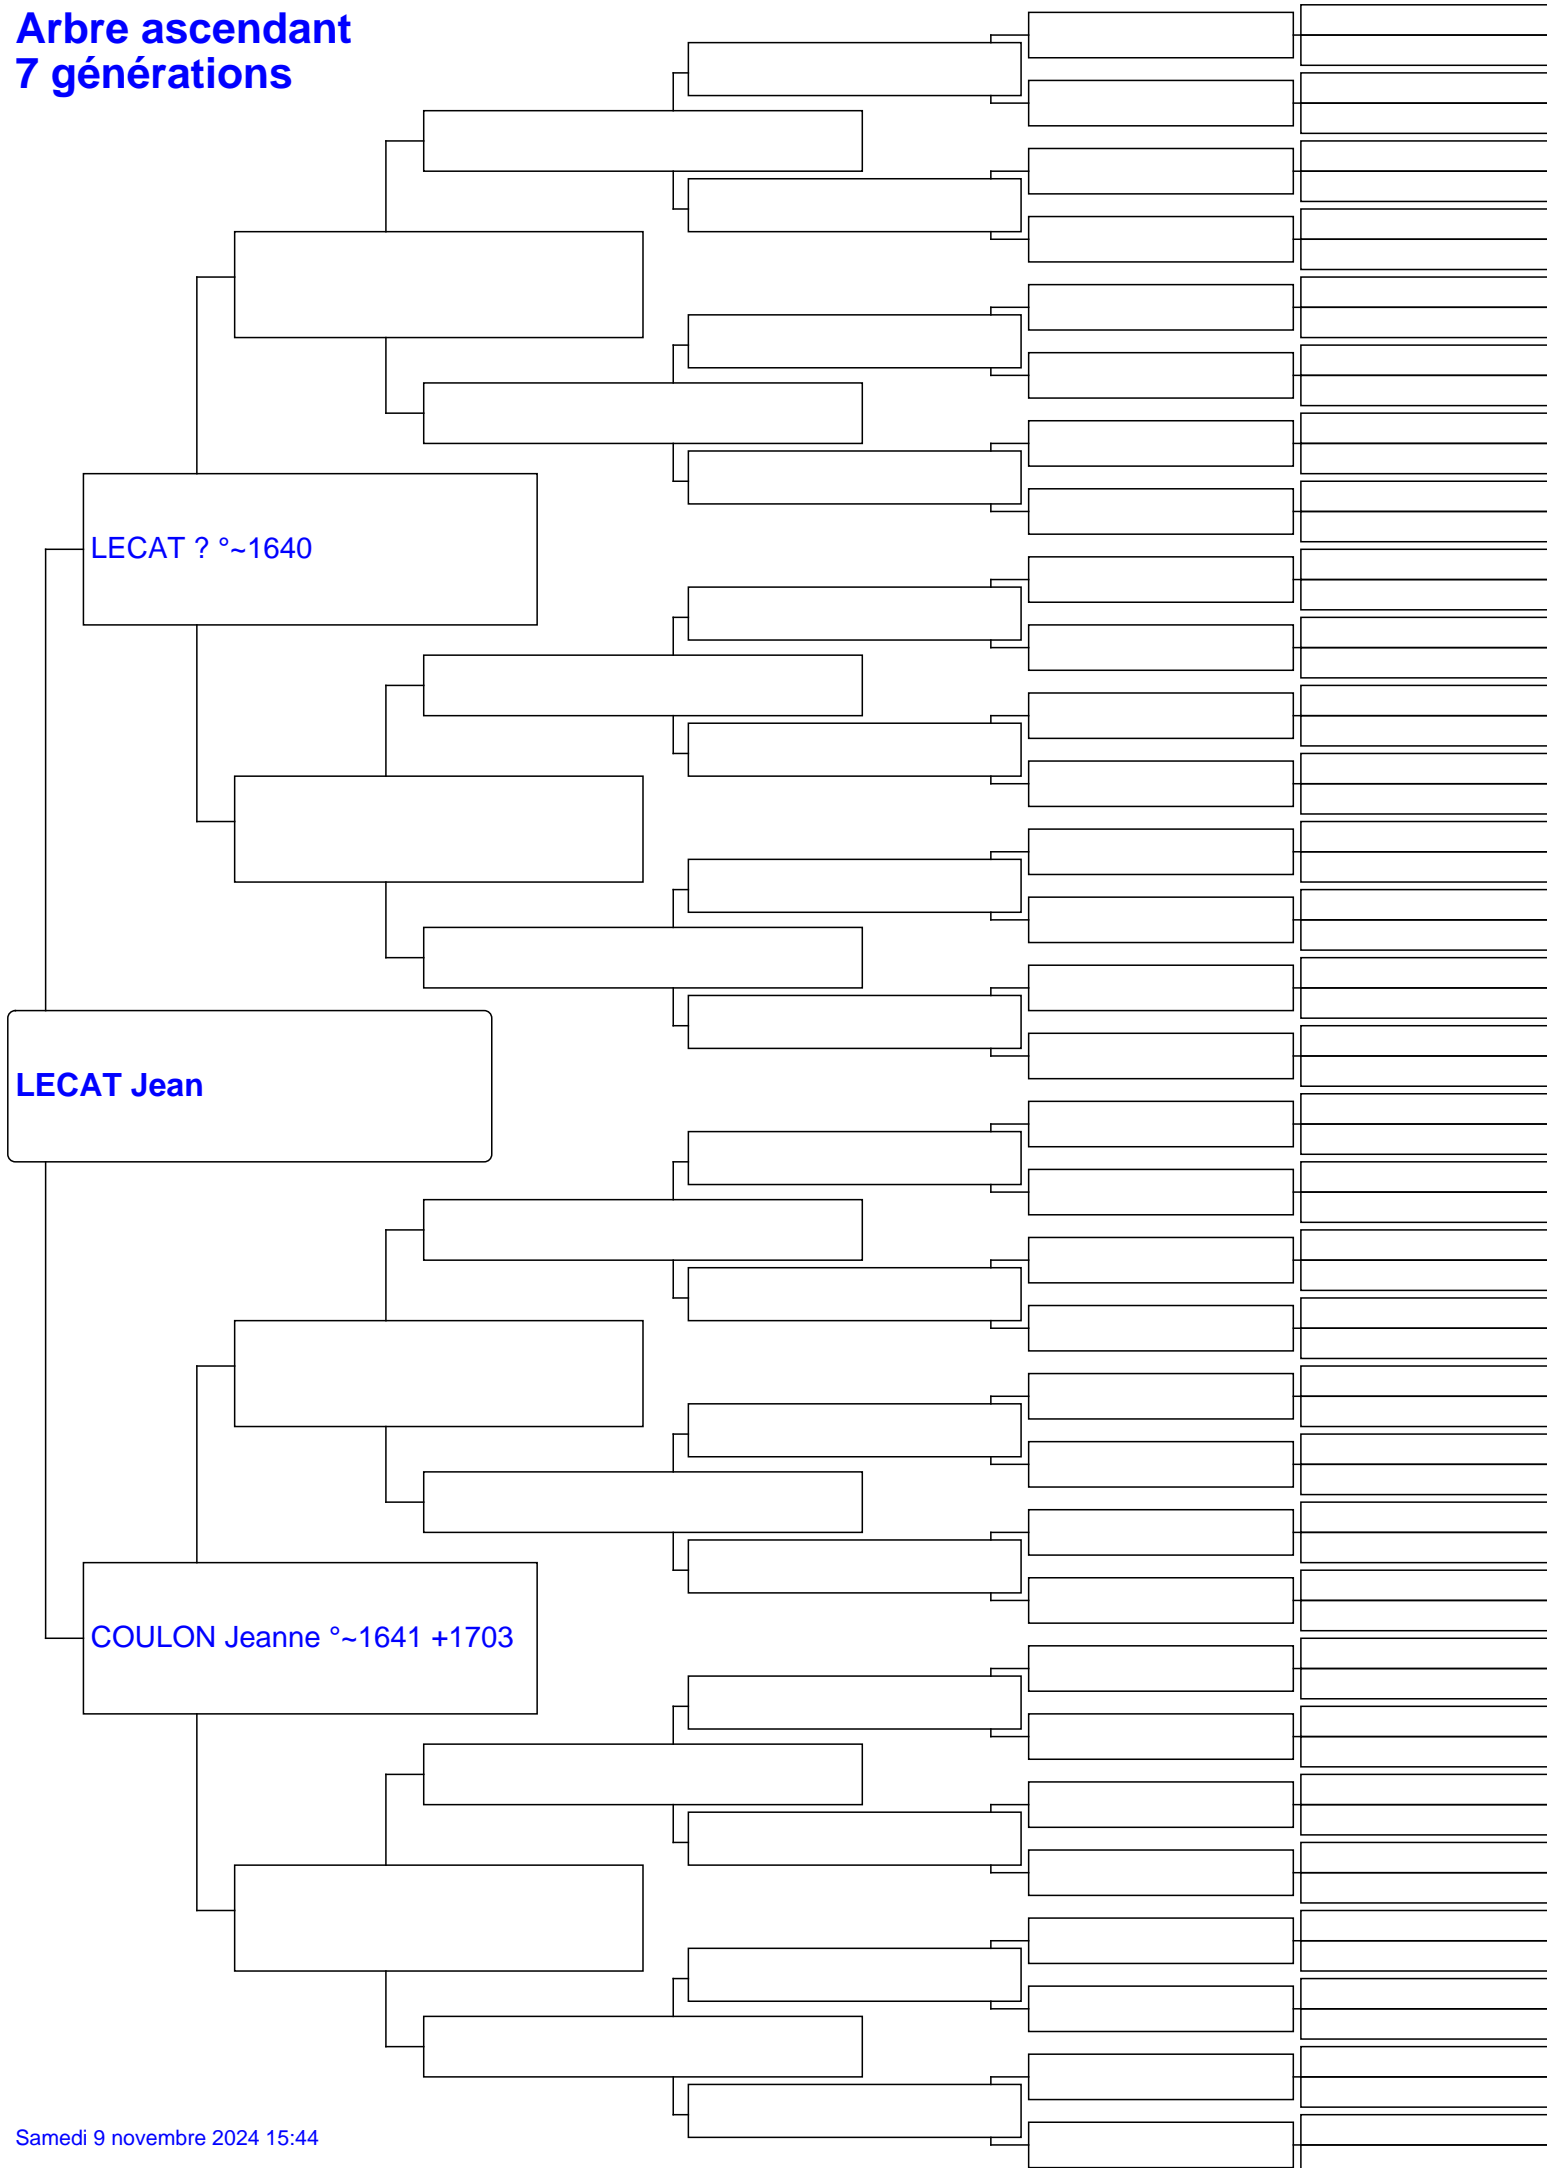 Arbre ascendant
7 générations
LECAT ? °~1640
LECAT Jean
COULON Jeanne °~1641 +1703
Samedi 9 novembre 2024 15:44